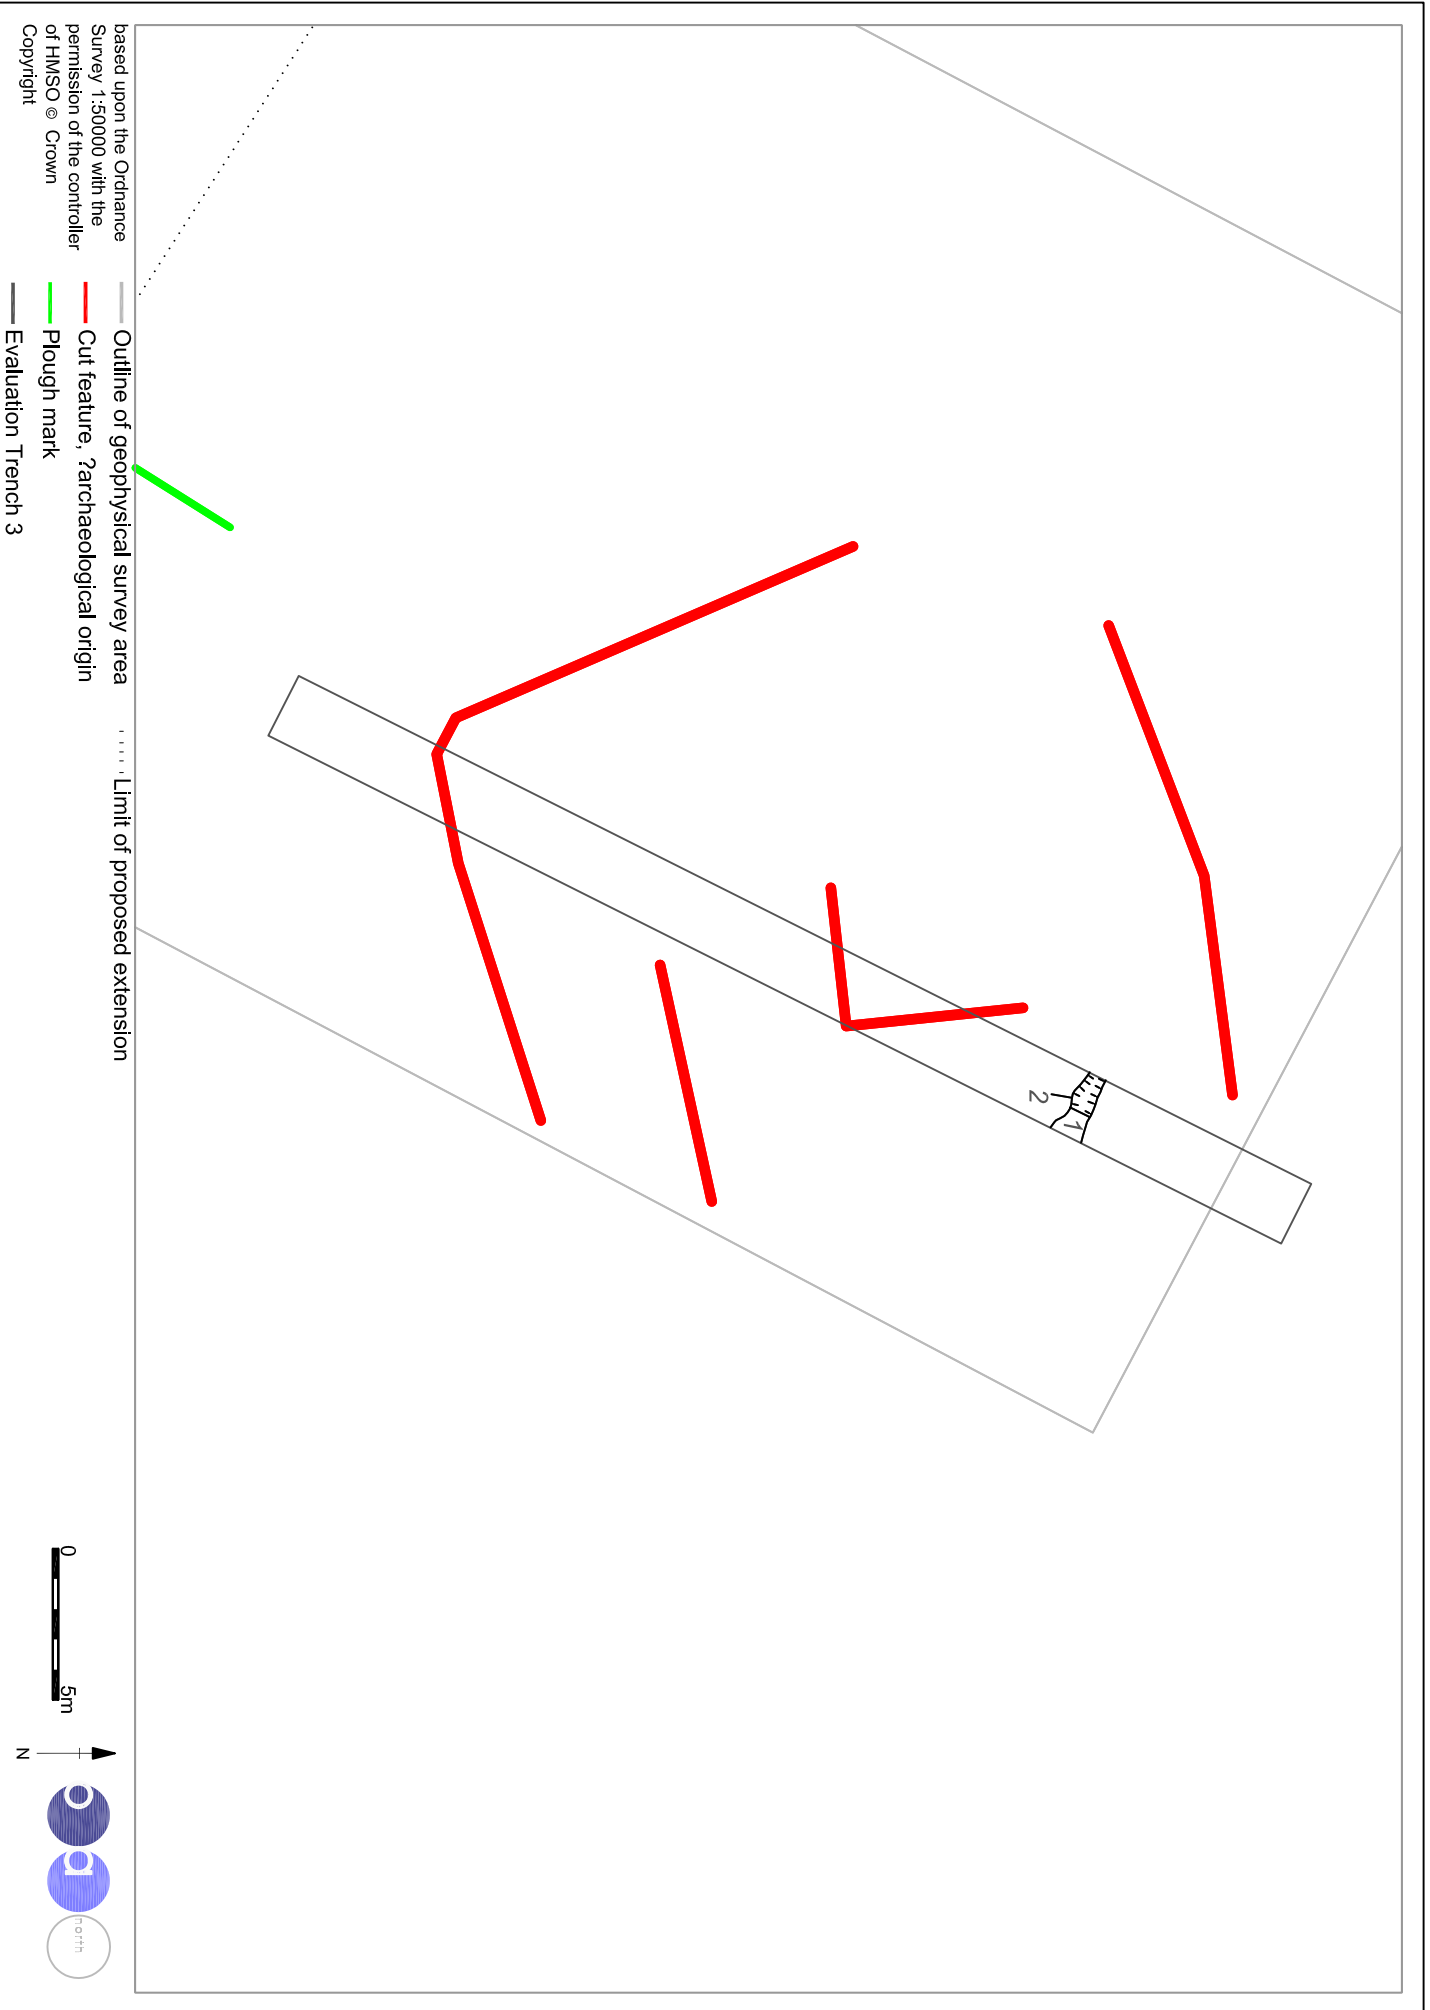 1
2
based upon the Ordnance
Survey 1:50000 with the
permission of the controller
of HMSO © Crown
Copyright
Outline of geophysical survey area
Cut feature, ?archaeological origin
Plough mark
Evaluation Trench 3
Limit of proposed extension
0
5m
N
o
a
north